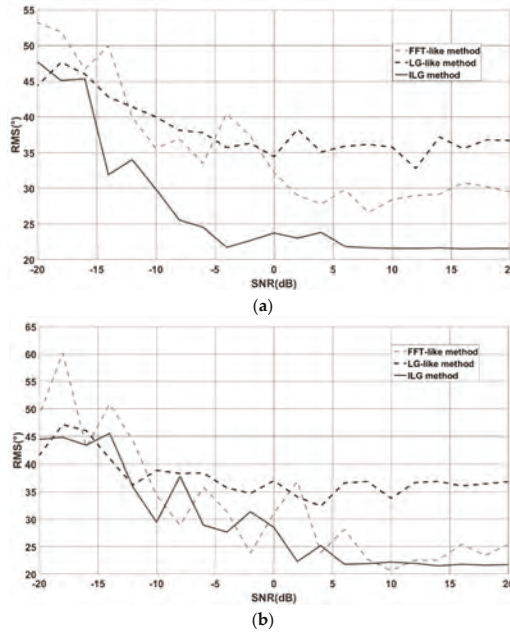 55
50
45
40
35
30
25
20
RMS(°)
-20 -15 -10 -5 0 5 10 15 20
SNR(dB)
FFT-like method
LG-like method
ILG method
(a)
65
60
55
50
45
40
35
30
25
20
RMS(°)
-20 -15 -10 -5 0 5 10 15 20
SNR(dB)
FFT-like method
LG-like method
ILG method
(b)